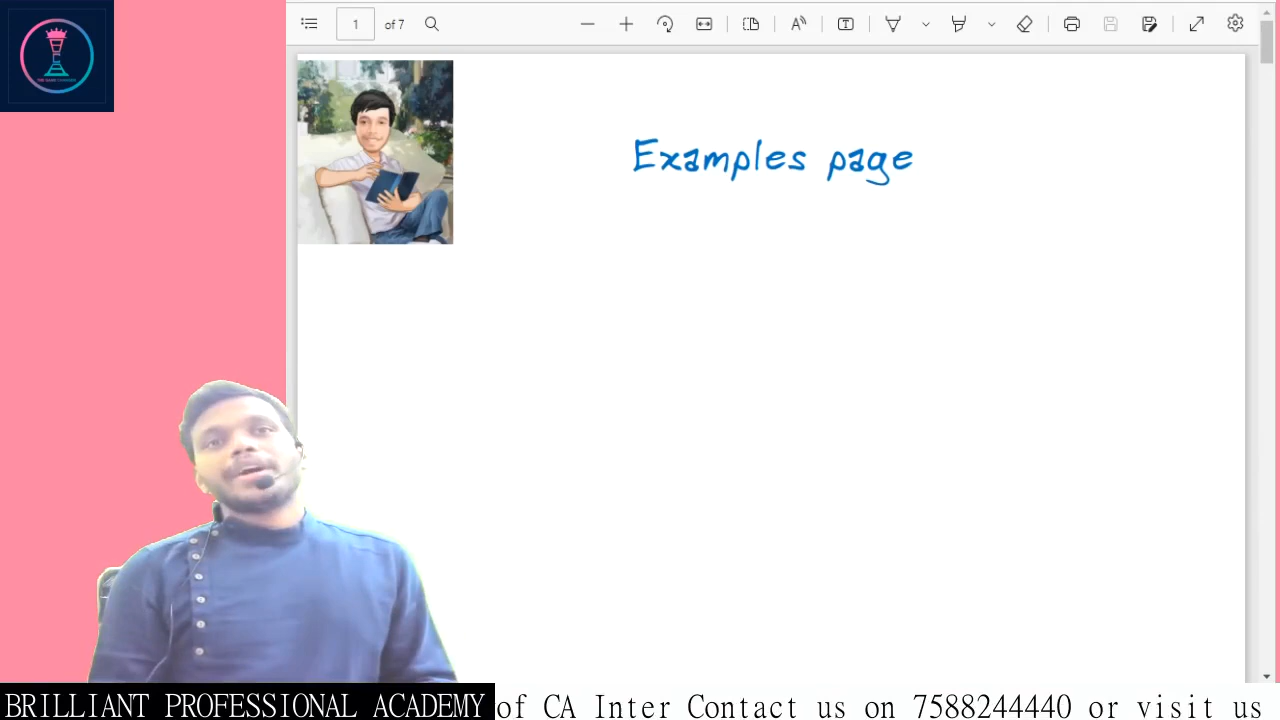 1 of 7
Examples page
BRILLIANT PROFESSIONAL ACADEMY of CA Inter Contact us on 7588244440 or visit us